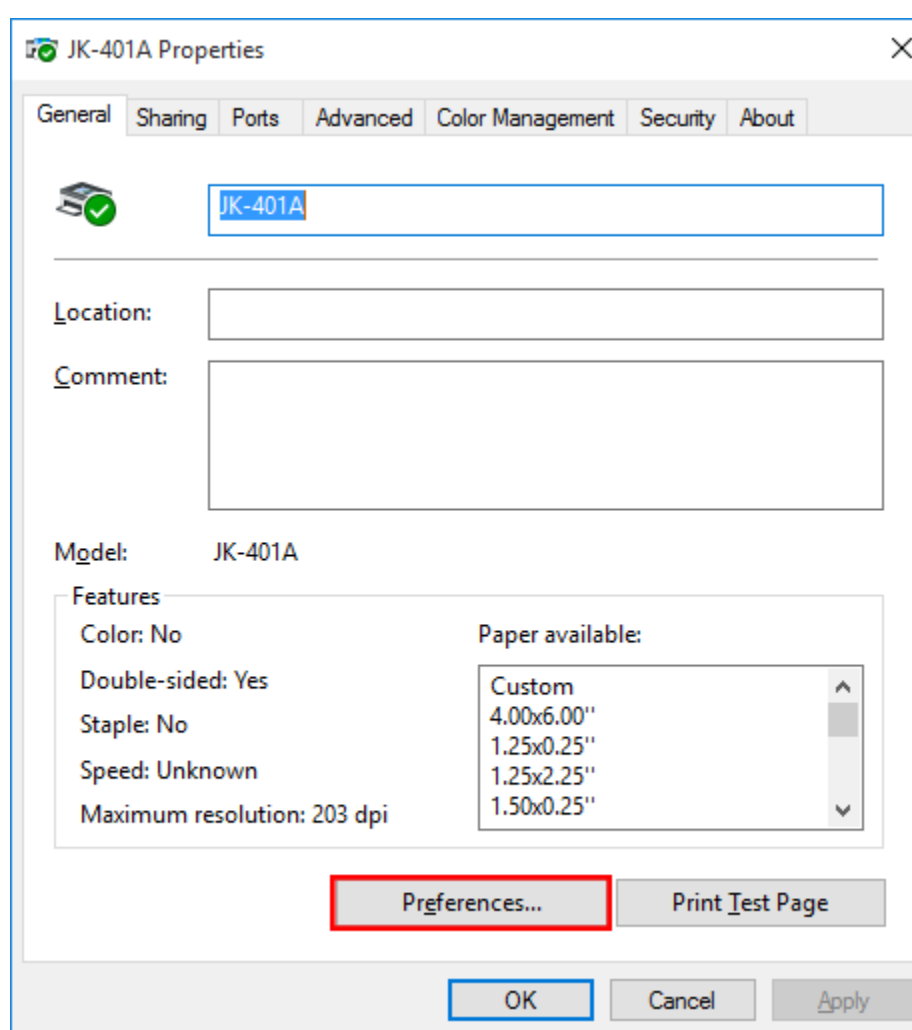 JK-401A Properties
General Sharing Ports Advanced Color Management Security About
JK-401A
Location:
Comment:
Model: JK-401A
Features
Color: No
Double-sided: Yes
Staple: No
Speed: Unknown
Maximum resolution: 203 dpi
Paper available:
Custom
4.00x6.00''
1.25x0.25''
1.25x2.25''
1.50x0.25''
Preferences... Print Test Page
OK Cancel Apply